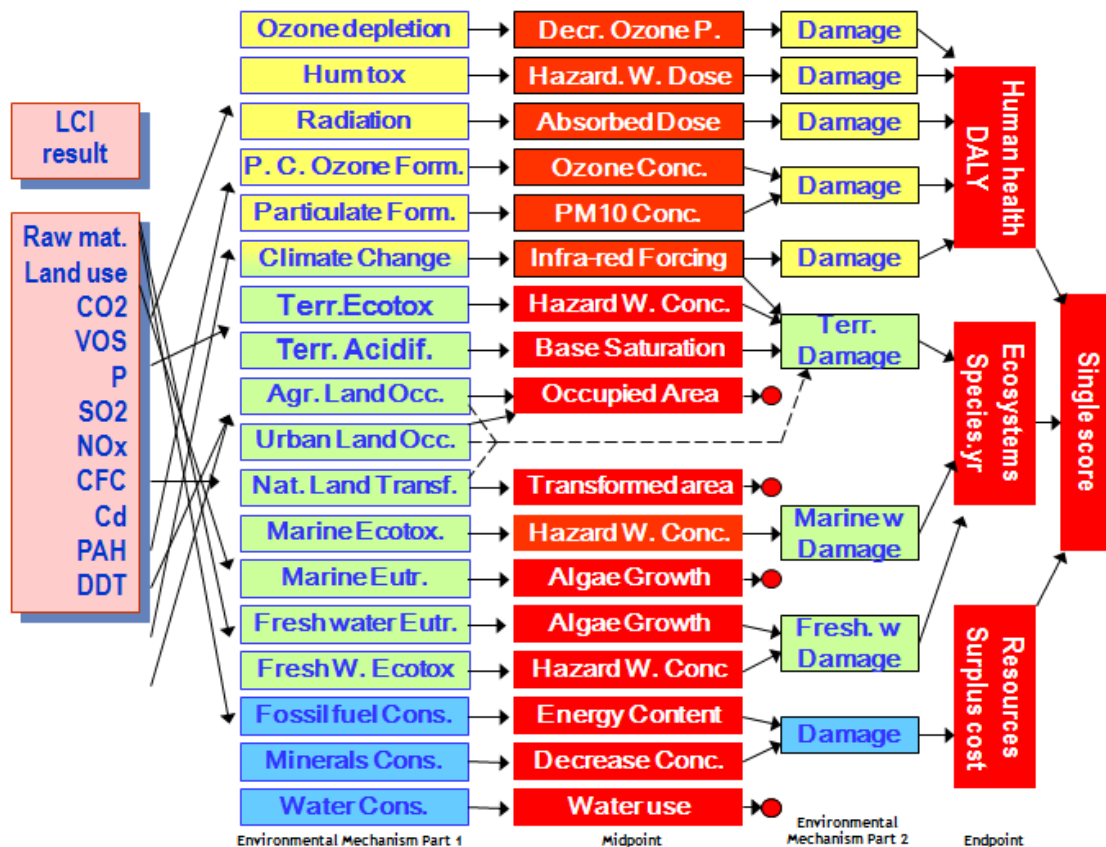 LCI
result
Raw mat.
Land use
CO2
VOS
P
SO2
NOx
CFC
Cd
PAH
DDT
Ozone depletion
Hum tox
Radiation
P. C. Ozone Form.
Particulate Form.
Climate Change
Terr.Ecotox
Terr. Acidif.
Agr. Land Occ.
Urban Land Occ.
Nat. Land Transf.
Marine Ecotox.
Marine Eutr.
Fresh water Eutr.
Fresh W. Ecotox
Fossil fuel Cons.
Minerals Cons.
Water Cons.
Environmental Mechanism Part 1
Decr. Ozone P.
Hazard. W. Dose
Absorbed Dose
Ozone Conc.
PM10 Conc.
Infra-red Forcing
Hazard W. Conc.
Base Saturation
Occupied Area
Transformed area
Hazard W. Conc.
Algae Growth
Algae Growth
Hazard W. Conc
Energy Content
Decrease Conc.
Water use
Midpoint
Damage
Damage
Damage
Damage
Damage
Terr.
Damage
Marine w
Damage
Fresh. w
Damage
Damage
Environmental
Mechanism Part 2
Human health
DALY
Ecosystems
Species.yr
Resources
Surplus cost
Endpoint
Single score